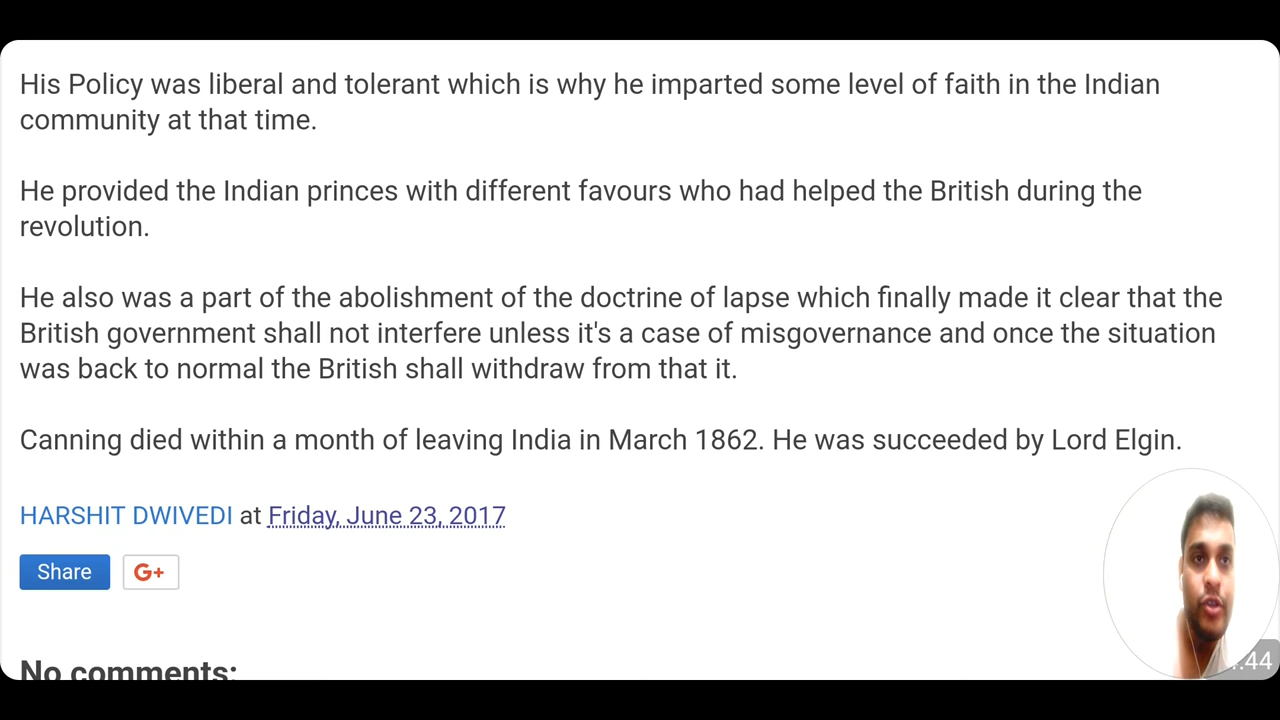 His Policy was liberal and tolerant which is why he imparted some level of faith in the Indian
community at that time.
He provided the Indian princes with different favours who had helped the British during the
revolution.
He also was a part of the abolishment of the doctrine of lapse which finally made it clear that the
British government shall not interfere unless it's a case of misgovernance and once the situation
was back to normal the British shall withdraw from that it.
Canning died within a month of leaving India in March 1862. He was succeeded by Lord Elgin.
HARSHIT DWIVEDI at Friday, June 23, 2017
Share G+
No comments:
:44